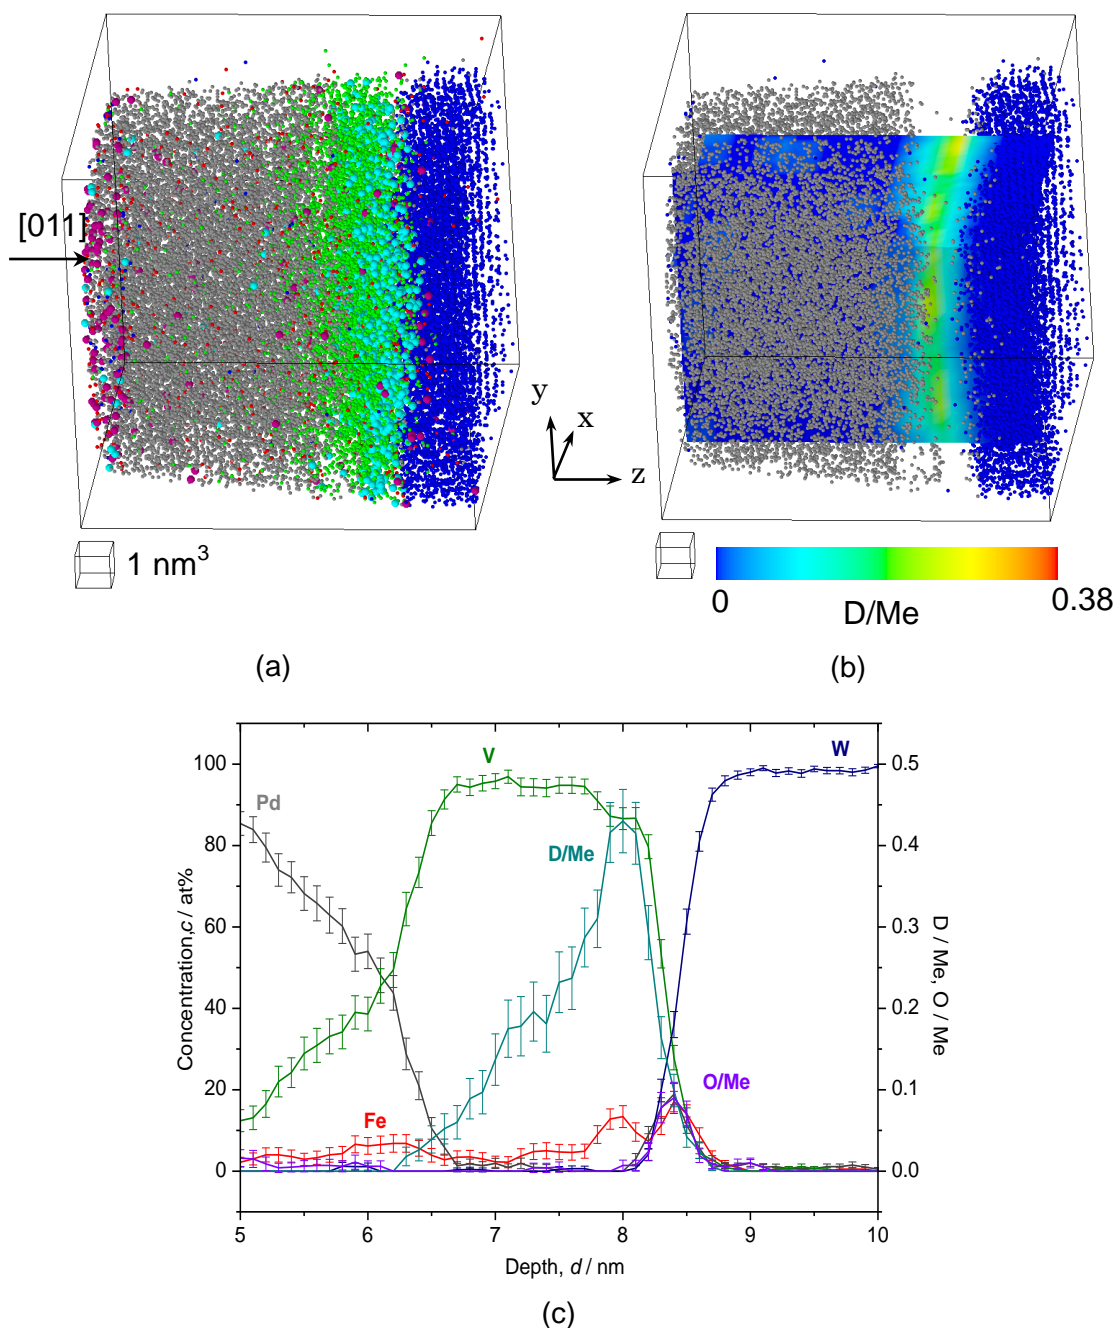 [011]
y
x
z
1 nm³
0
0.38
D/Me
(a)
(b)
V
W
Pd
D/Me
Fe
O/Me
100
80
60
40
20
0
0.5
0.4
0.3
0.2
0.1
0.0
Concentration,c / at%
D / Me, O / Me
5
6
7
8
9
10
Depth, d / nm
(c)